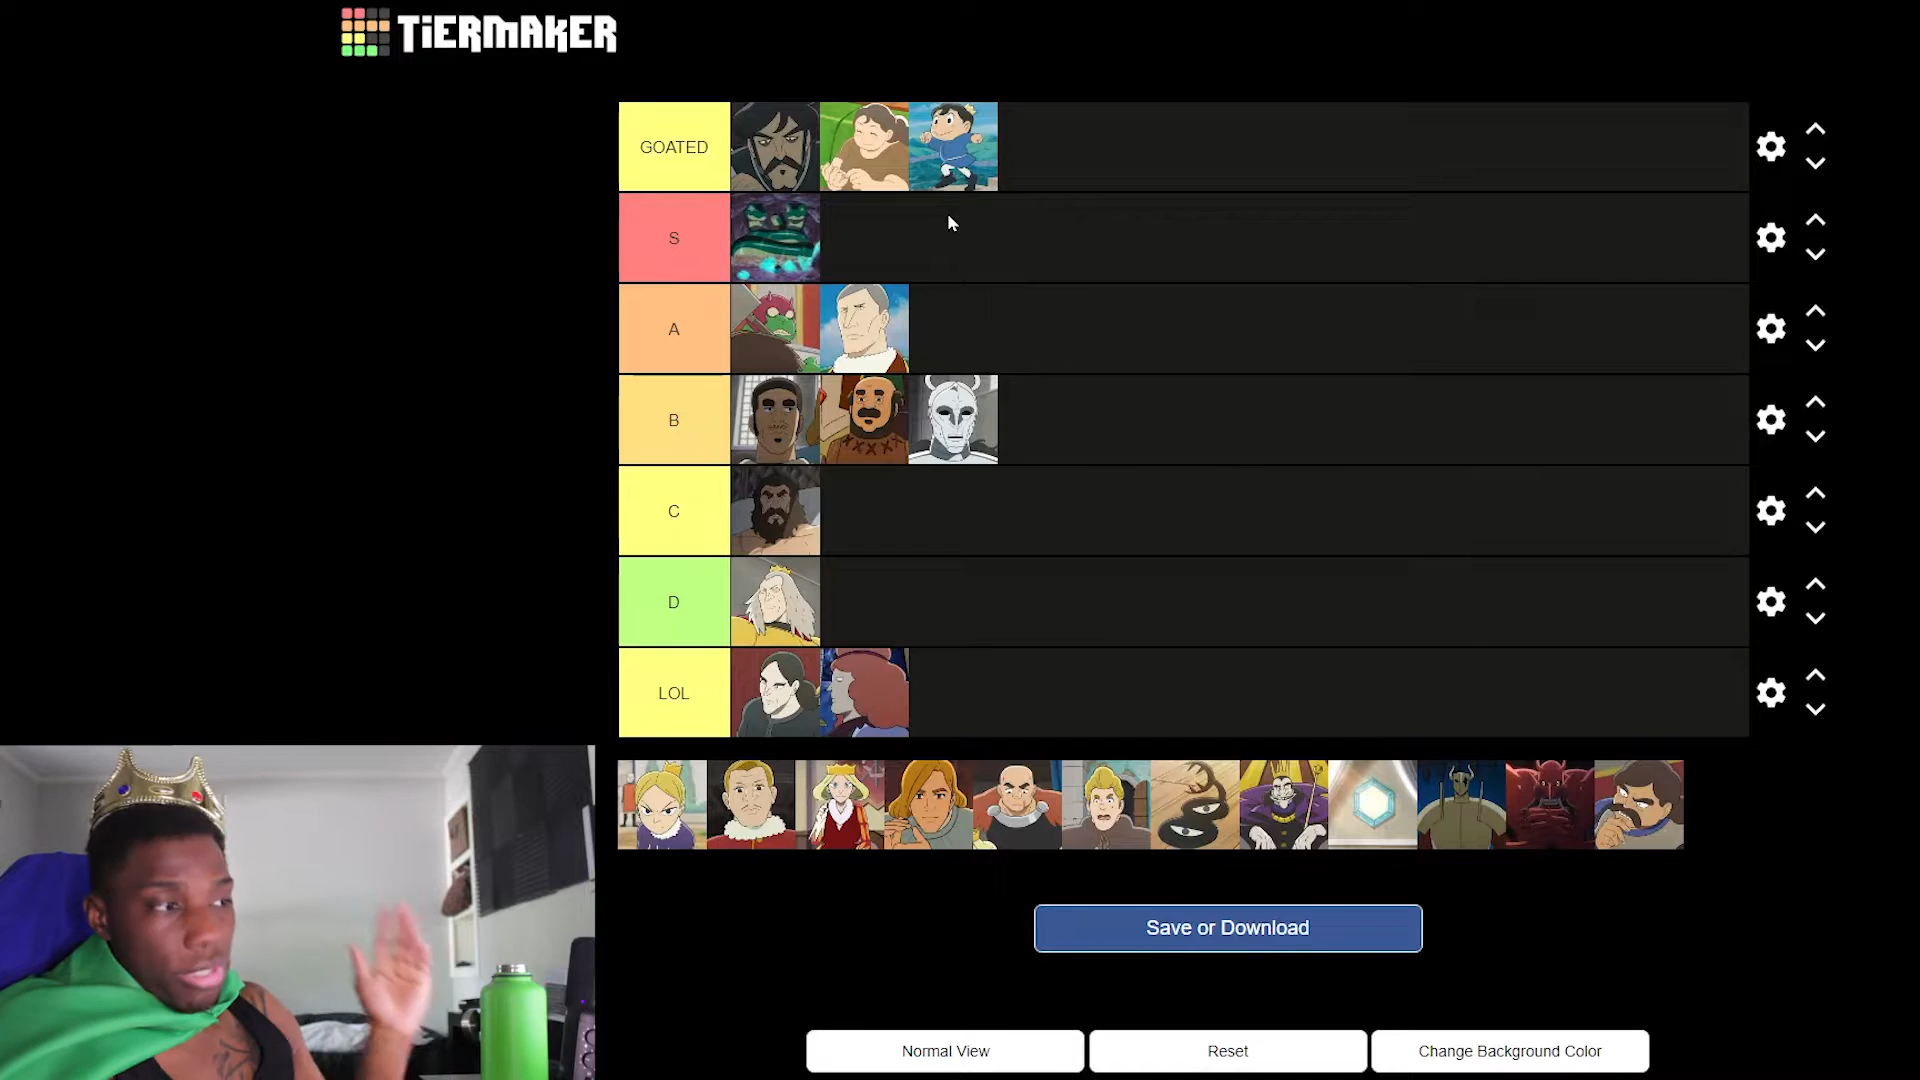 TiERMAKER
GOATED
S
A
B
C
D
LOL
Save or Download
Normal View
Reset
Change Background Color